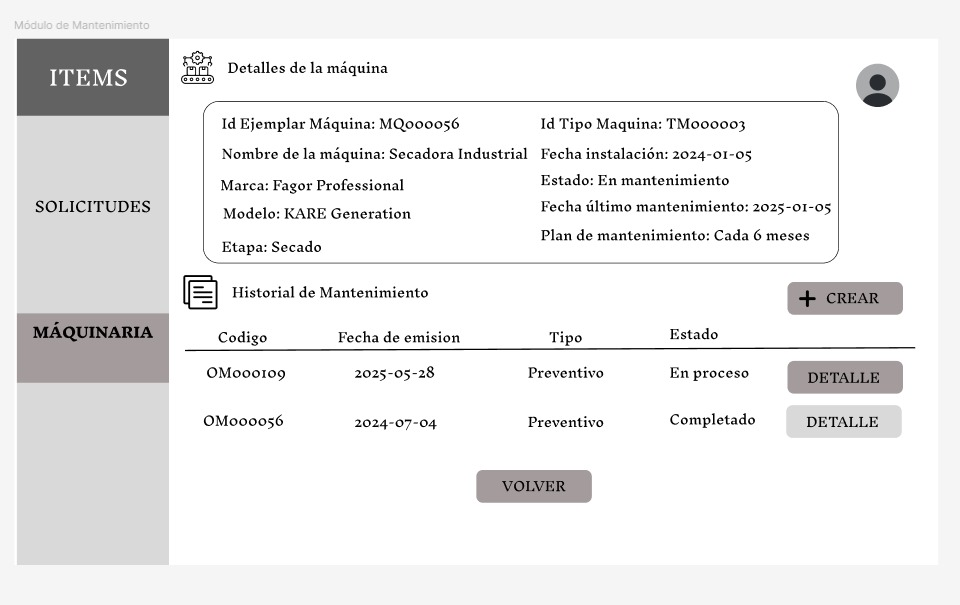 Módulo de Mantenimiento
ITEMS
SOLICITUDES
MÁQUINARIA
Detalles de la máquina
Id Ejemplar Máquina: MQ000056
Nombre de la máquina: Secadora Industrial
Marca: Fagor Professional
Modelo: KARE Generation
Etapa: Secado
Id Tipo Maquina: TM000003
Fecha instalación: 2024-01-05
Estado: En mantenimiento
Fecha último mantenimiento: 2025-01-05
Plan de mantenimiento: Cada 6 meses
Historial de Mantenimiento
CREAR
Codigo Fecha de emision Tipo Estado
OM000109 2025-05-28 Preventivo En proceso DETALLE
OM000056 2024-07-04 Preventivo Completado DETALLE
VOLVER